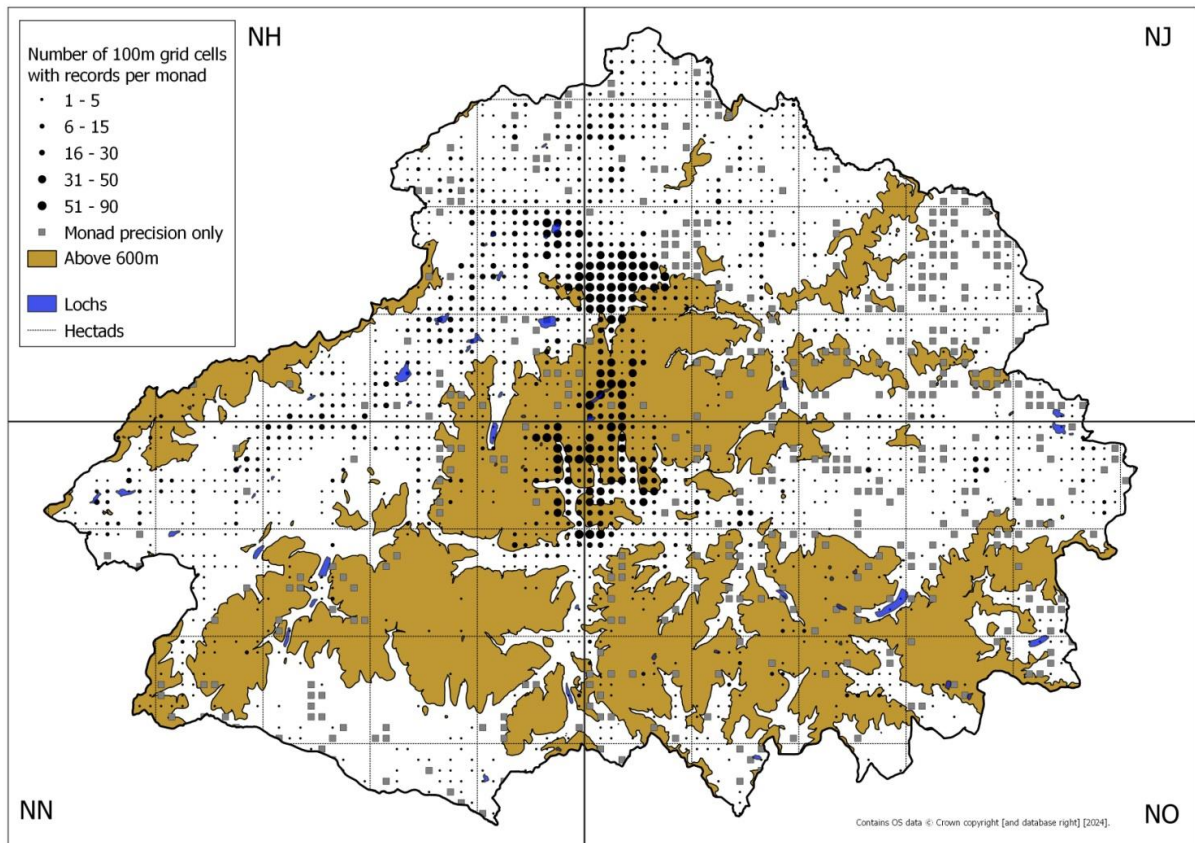 NH
NJ
Number of 100m grid cells
with records per monad
1 - 5
6 - 15
16 - 30
31 - 50
51 - 90
Monad precision only
Above 600m
Lochs
Hectads
NN
NO
Contains OS data © Crown copyright [and database right] [2024].